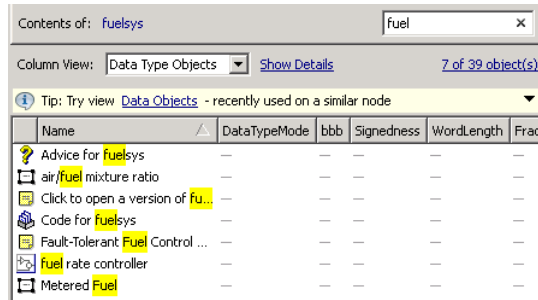 Contents of: fuelsys fuel ×
Column View: Data Type Objects Show Details 7 of 39 object(s)
Tip: Try view Data Objects - recently used on a similar node
Name DataTypeMode bbb Signedness WordLength Frac
Advice for fuelsys — — — —
air/fuel mixture ratio — — — —
Click to open a version of fu... — — — —
Code for fuelsys — — — —
Fault-Tolerant Fuel Control ... — — — —
fuel rate controller — — — —
Metered Fuel — — — —